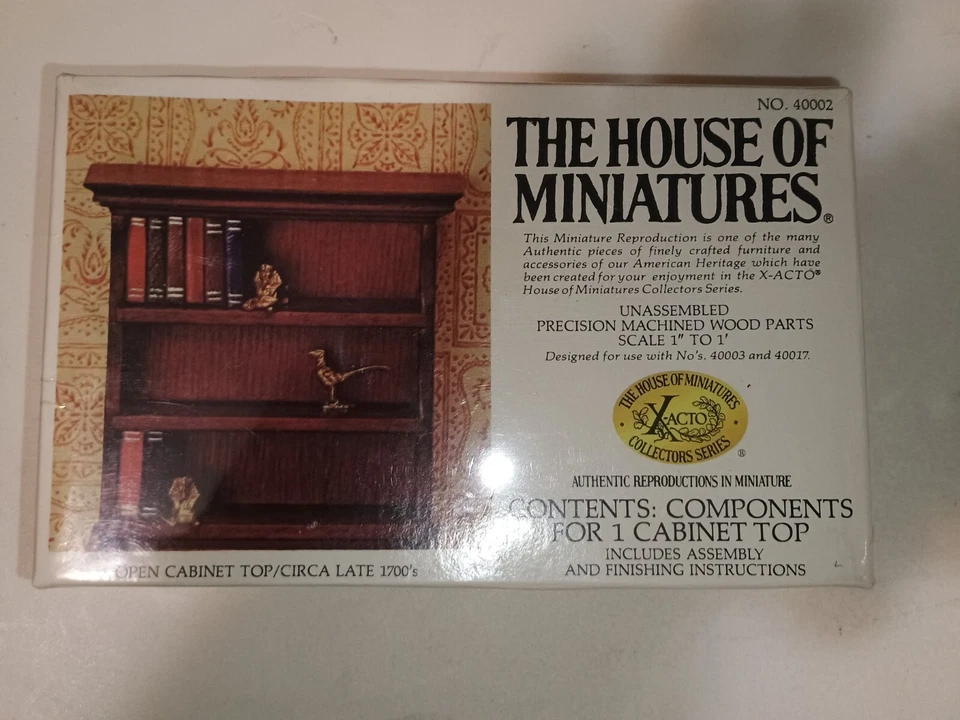 NO. 40002
THE HOUSE OF
MINIATURES®
This Miniature Reproduction is one of the many
Authentic pieces of finely crafted furniture and
accessories of our American Heritage which have
been created for your enjoyment in the X-ACTO®
House of Miniatures Collectors Series.
UNASSEMBLED
PRECISION MACHINED WOOD PARTS
SCALE 1" TO 1'
Designed for use with No's. 40003 and 40017.
THE HOUSE OF MINIATURES
X-ACTO
COLLECTORS SERIES ®
AUTHENTIC REPRODUCTIONS IN MINIATURE
CONTENTS: COMPONENTS
FOR 1 CABINET TOP
INCLUDES ASSEMBLY
AND FINISHING INSTRUCTIONS
OPEN CABINET TOP/CIRCA LATE 1700's